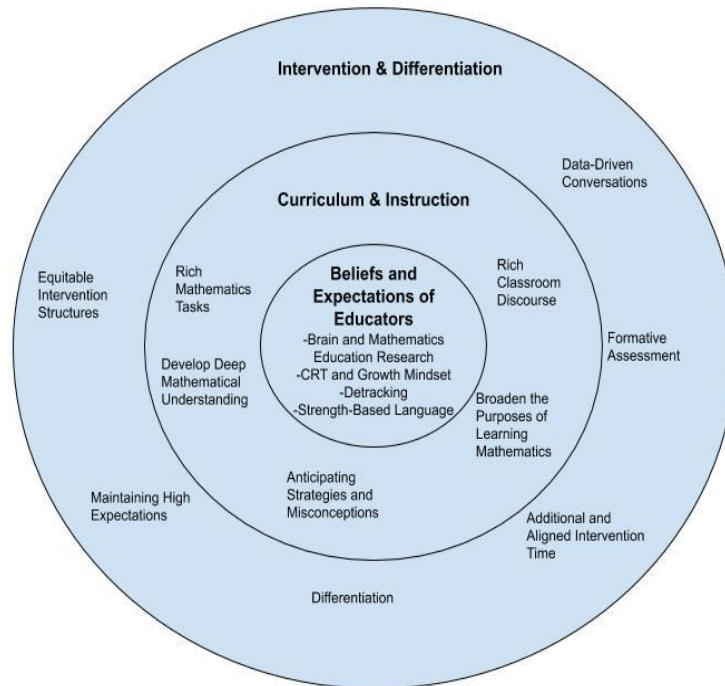 Intervention & Differentiation
Data-Driven
Conversations
Curriculum & Instruction
Equitable
Intervention
Structures
Rich
Mathematics
Tasks
Beliefs and
Expectations of
Educators
-Brain and Mathematics
Education Research
-CRT and Growth Mindset
-Detracking
-Strength-Based Language
Rich
Classroom
Discourse
Formative
Assessment
Develop Deep
Mathematical
Understanding
Broaden the
Purposes of
Learning
Mathematics
Maintaining High
Expectations
Anticipating
Strategies and
Misconceptions
Additional and
Aligned Intervention
Time
Differentiation